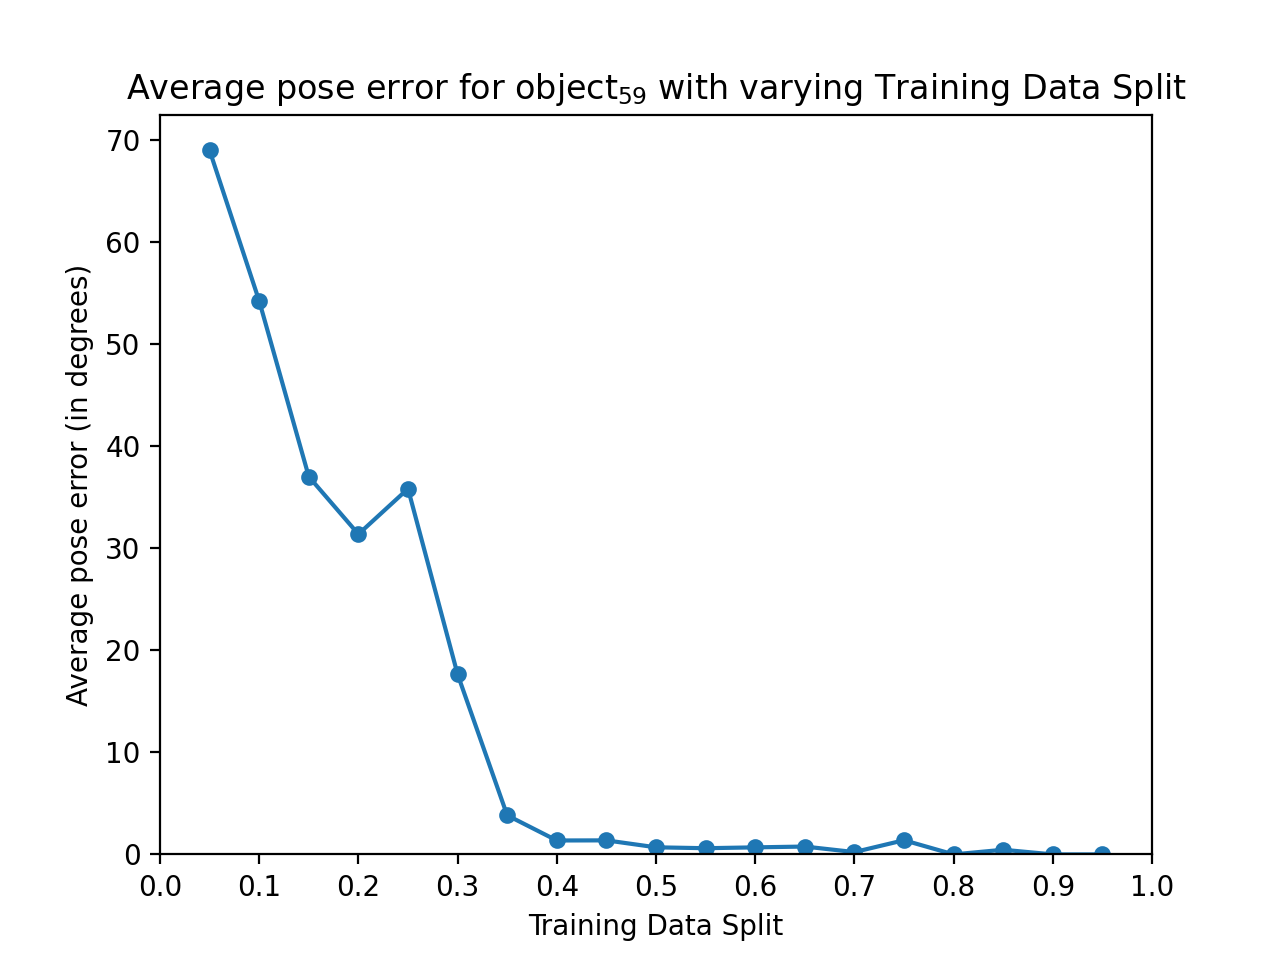 Average pose error for object₅₉ with varying Training Data Split
Average pose error (in degrees)
70
60
50
40
30
20
10
0
0.0 0.1 0.2 0.3 0.4 0.5 0.6 0.7 0.8 0.9 1.0
Training Data Split